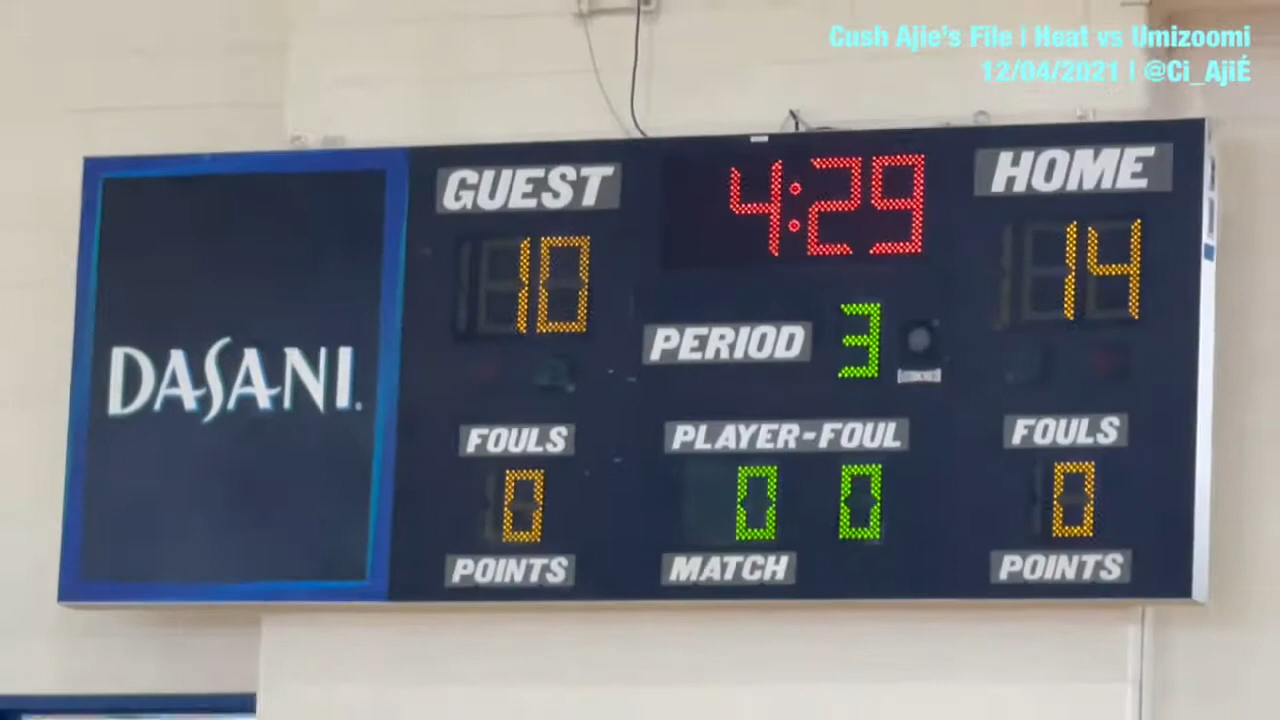 Cush Ajie's File | Heat vs Umizoomi
12/04/2021 | @Ci_AjiÉ
GUEST
4:29
HOME
10
14
PERIOD 3
DASANI.
FOULS
PLAYER-FOUL
FOULS
0
0 0
0
POINTS
MATCH
POINTS